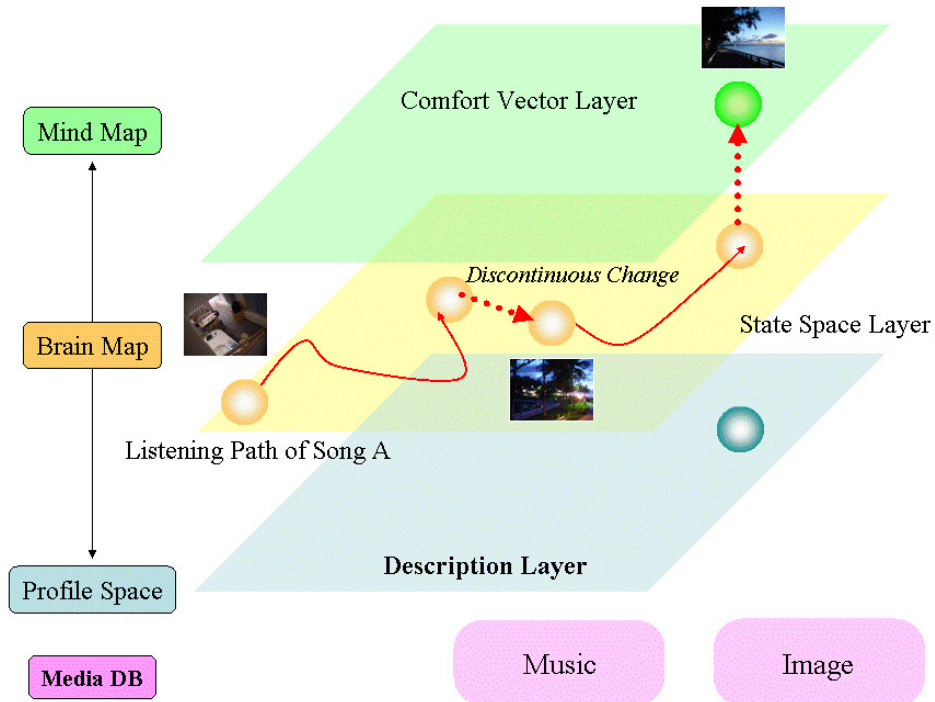 Comfort Vector Layer
Mind Map
Discontinuous Change
Brain Map
State Space Layer
Listening Path of Song A
Description Layer
Profile Space
Media DB
Music
Image